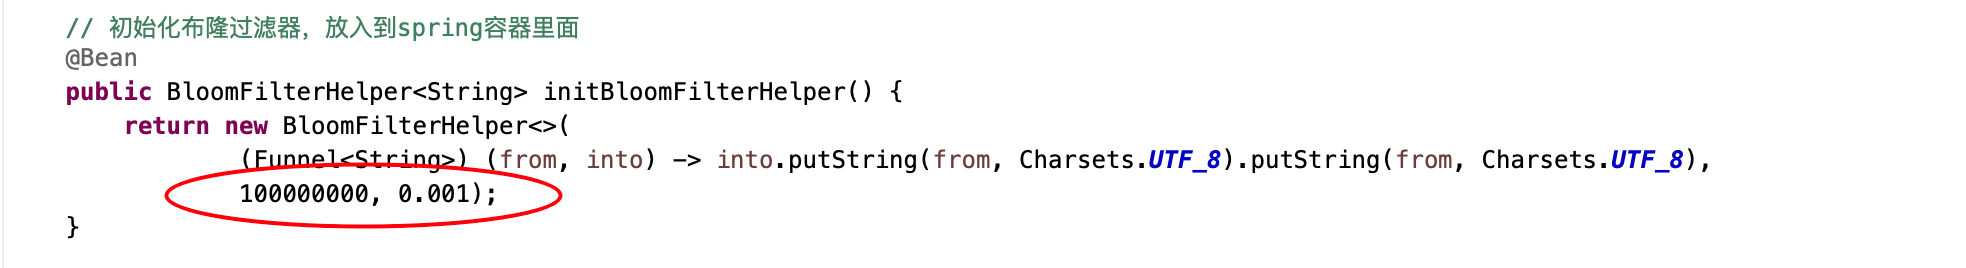 // 初始化布隆过滤器，放入到spring容器里面
@Bean
public BloomFilterHelper<String> initBloomFilterHelper() {
return new BloomFilterHelper<>(
(Funnel<String>) (from, into) -> into.putString(from, Charsets.UTF_8).putString(from, Charsets.UTF_8),
100000000, 0.001);
}